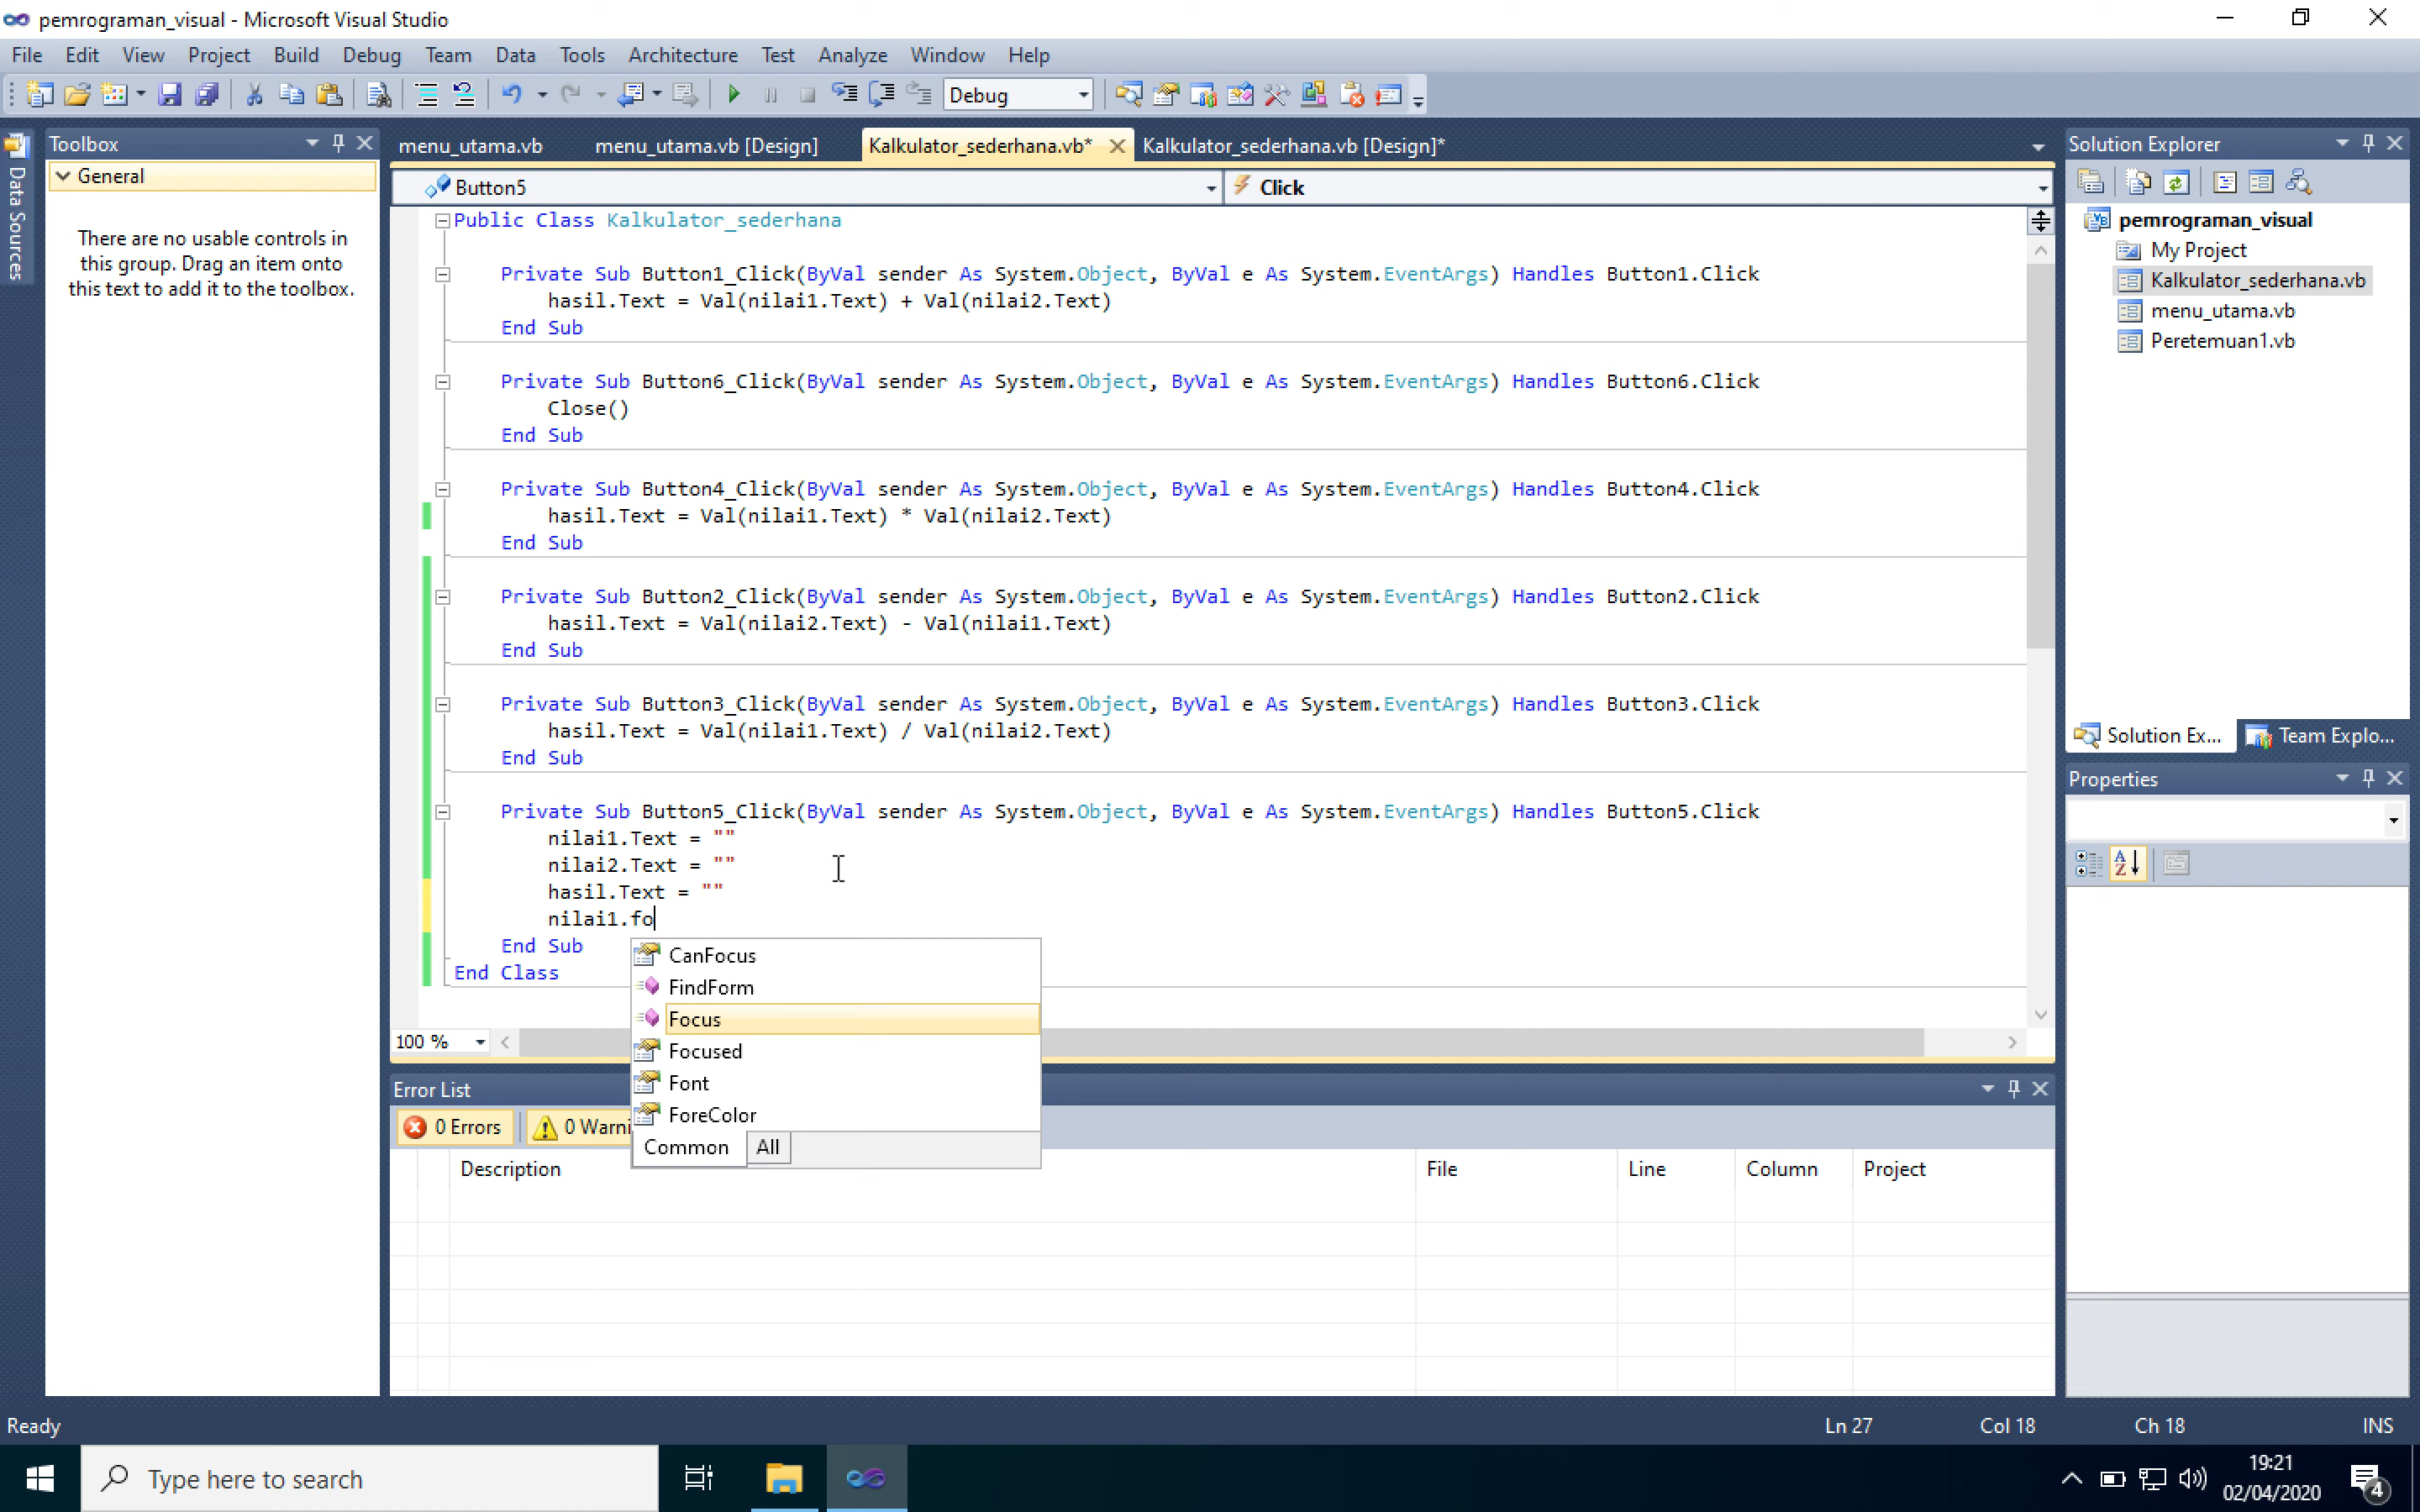 pemrograman_visual - Microsoft Visual Studio
File Edit View Project Build Debug Team Data Tools Architecture Test Analyze Window Help
Debug
Data Sources
Toolbox
General
There are no usable controls in
this group. Drag an item onto
this text to add it to the toolbox.
menu_utama.vb menu_utama.vb [Design] Kalkulator_sederhana.vb* Kalkulator_sederhana.vb [Design]*
Button5 Click
Public Class Kalkulator_sederhana
Private Sub Button1_Click(ByVal sender As System.Object, ByVal e As System.EventArgs) Handles Button1.Click
hasil.Text = Val(nilai1.Text) + Val(nilai2.Text)
End Sub
Private Sub Button6_Click(ByVal sender As System.Object, ByVal e As System.EventArgs) Handles Button6.Click
Close()
End Sub
Private Sub Button4_Click(ByVal sender As System.Object, ByVal e As System.EventArgs) Handles Button4.Click
hasil.Text = Val(nilai1.Text) * Val(nilai2.Text)
End Sub
Private Sub Button2_Click(ByVal sender As System.Object, ByVal e As System.EventArgs) Handles Button2.Click
hasil.Text = Val(nilai2.Text) - Val(nilai1.Text)
End Sub
Private Sub Button3_Click(ByVal sender As System.Object, ByVal e As System.EventArgs) Handles Button3.Click
hasil.Text = Val(nilai1.Text) / Val(nilai2.Text)
End Sub
Private Sub Button5_Click(ByVal sender As System.Object, ByVal e As System.EventArgs) Handles Button5.Click
nilai1.Text = ""
nilai2.Text = ""
hasil.Text = ""
nilai1.fo
End Sub
End Class
CanFocus
FindForm
Focus
Focused
Font
ForeColor
Common All
100 %
Error List
0 Errors 0 Warni
Description File Line Column Project
Solution Explorer
pemrograman_visual
My Project
Kalkulator_sederhana.vb
menu_utama.vb
Peretemuan1.vb
Solution Ex... Team Explo...
Properties
Ready Ln 27 Col 18 Ch 18 INS
Type here to search
19:21
02/04/2020
4